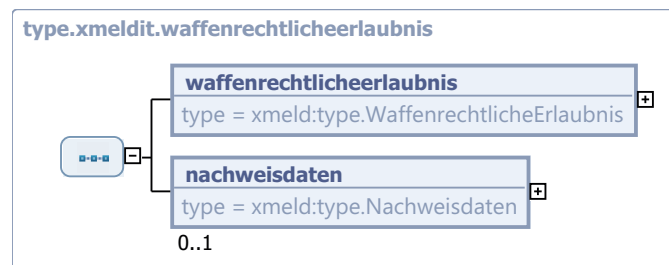 type.xmeldit.waffenrechtlicheerlaubnis
waffenrechtlicheerlaubnis
type = xmeld:type.WaffenrechtlicheErlaubnis
nachweisdaten
type = xmeld:type.Nachweisdaten
0..1